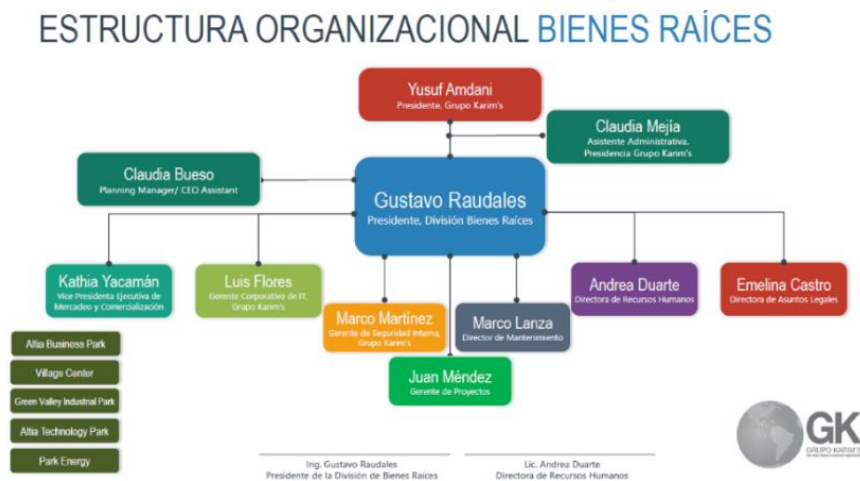 ESTRUCTURA ORGANIZACIONAL BIENES RAÍCES
Yusuf Amdani
Presidente, Grupo Karim's
Claudia Mejía
Asistente Administrativa,
Presidencia Grupo Karim's
Claudia Bueso
Planning Manager/ CEO Assistant
Gustavo Raudales
Presidente, División Bienes Raíces
Kathia Yacamán
Vice Presidenta Ejecutiva de
Mercadeo y Comercialización
Luis Flores
Gerente Corporativo de IT,
Grupo Karim's
Marco Martínez
Gerente de Seguridad Interna,
Grupo Karim's
Marco Lanza
Director de Mantenimiento
Andrea Duarte
Directora de Recursos Humanos
Emelina Castro
Directora de Asuntos Legales
Juan Méndez
Gerente de Proyectos
Altia Business Park
Village Center
Green Valley Industrial Park
Altia Technology Park
Park Energy
Ing. Gustavo Raudales
Presidente de la División de Bienes Raíces
Lic. Andrea Duarte
Directora de Recursos Humanos
GK
GRUPO KARIM'S